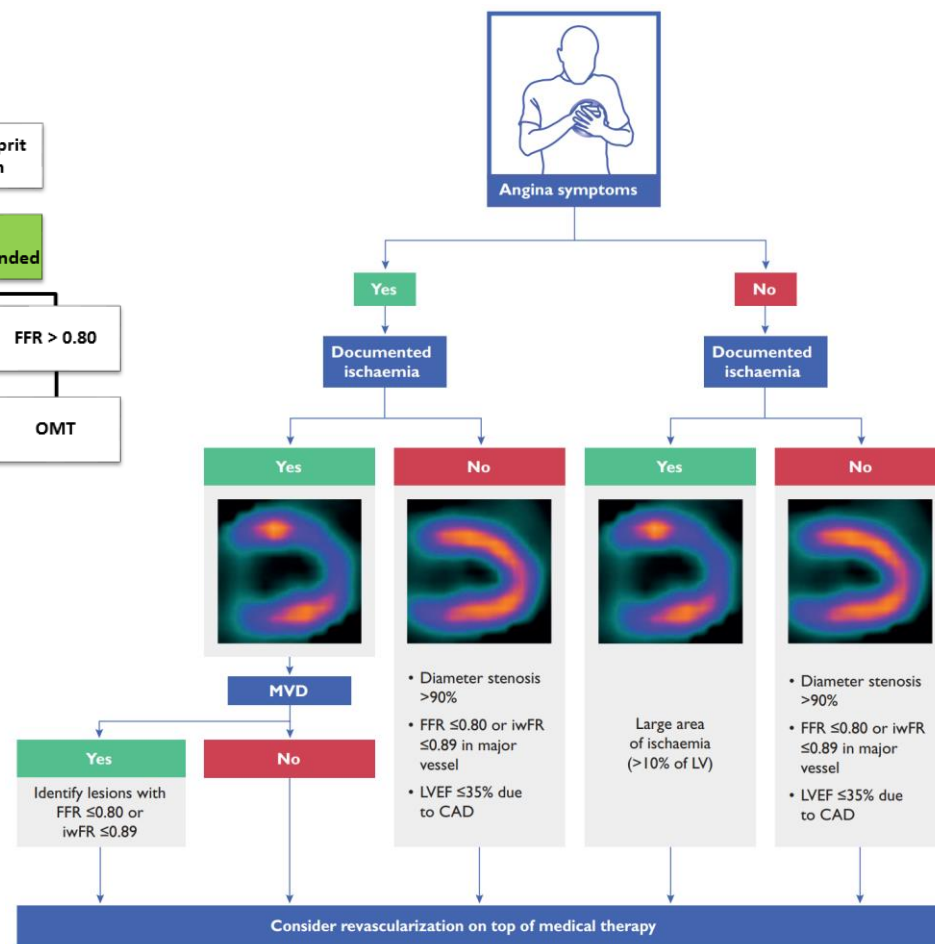 Angina symptoms
FFR > 0.80
OMT
Yes
No
Documented
ischaemia
Documented
ischaemia
Yes
No
Yes
No
MVD
Yes
No
Identify lesions with
FFR ≤0.80 or
iwFR ≤0.89
• Diameter stenosis
>90%
• FFR ≤0.80 or iwFR
≤0.89 in major
vessel
• LVEF ≤35% due
to CAD
Large area
of ischaemia
(>10% of LV)
• Diameter stenosis
>90%
• FFR ≤0.80 or iwFR
≤0.89 in major
vessel
• LVEF ≤35% due
to CAD
Consider revascularization on top of medical therapy